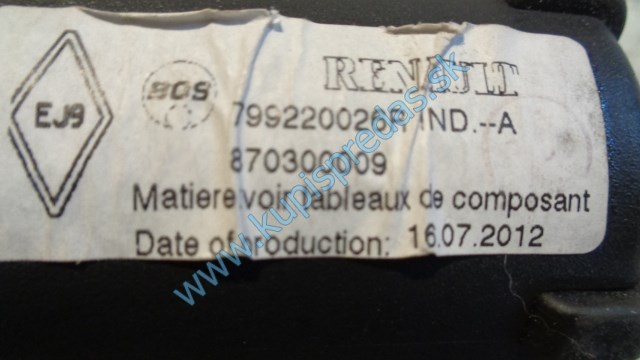 EJ9
BOS
RENAULT
799220026R IND.--A
870300009
Matiere voir tableaux de composant
Date of production: 16.07.2012
www.kupispredas.sk